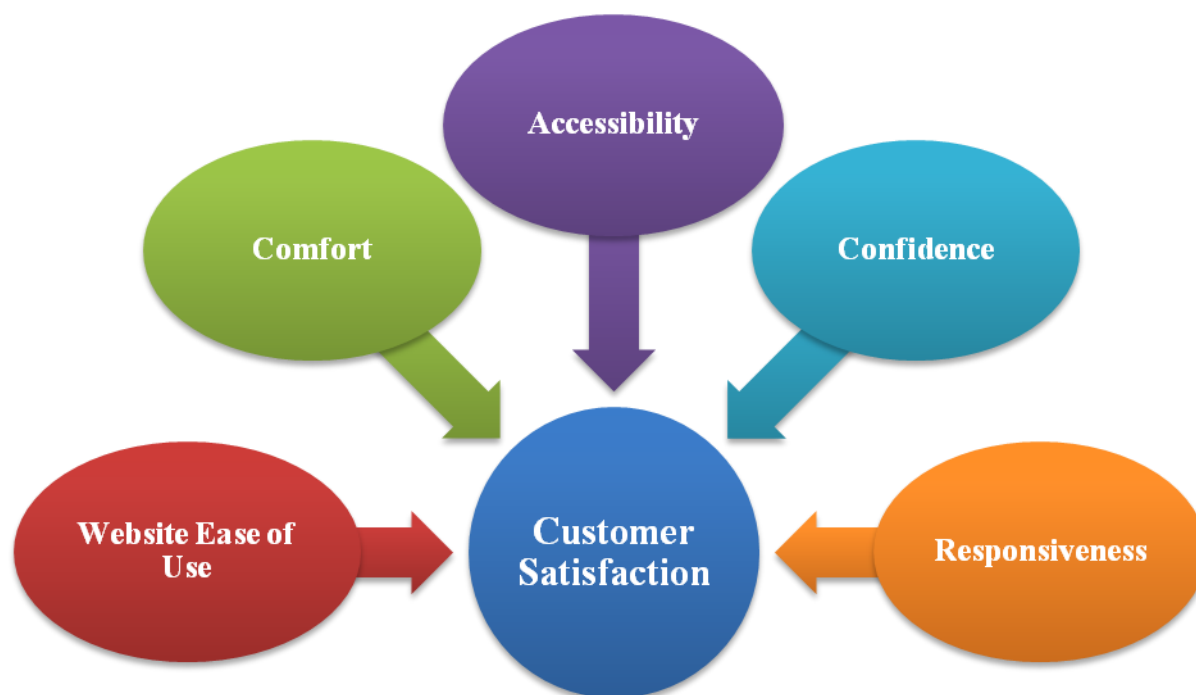 Accessibility
Comfort
Confidence
Website Ease of
Use
Customer
Satisfaction
Responsiveness